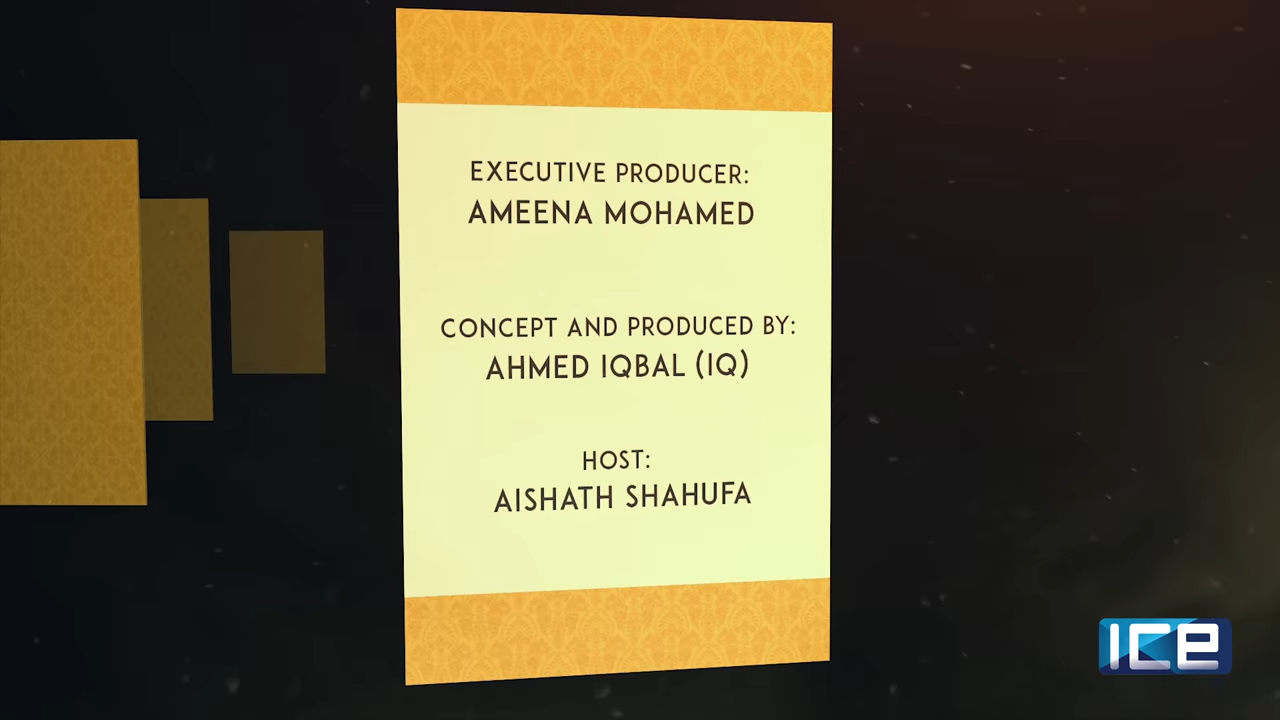 EXECUTIVE PRODUCER:
AMEENA MOHAMED
CONCEPT AND PRODUCED BY:
AHMED IQBAL (IQ)
HOST:
AISHATH SHAHUFA
ICE